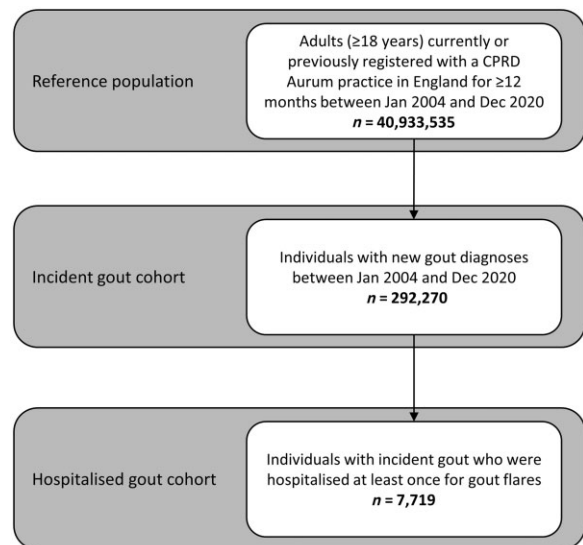 Reference population
Adults (≥18 years) currently or
previously registered with a CPRD
Aurum practice in England for ≥12
months between Jan 2004 and Dec 2020
n = 40,933,535
Incident gout cohort
Individuals with new gout diagnoses
between Jan 2004 and Dec 2020
n = 292,270
Hospitalised gout cohort
Individuals with incident gout who were
hospitalised at least once for gout flares
n = 7,719